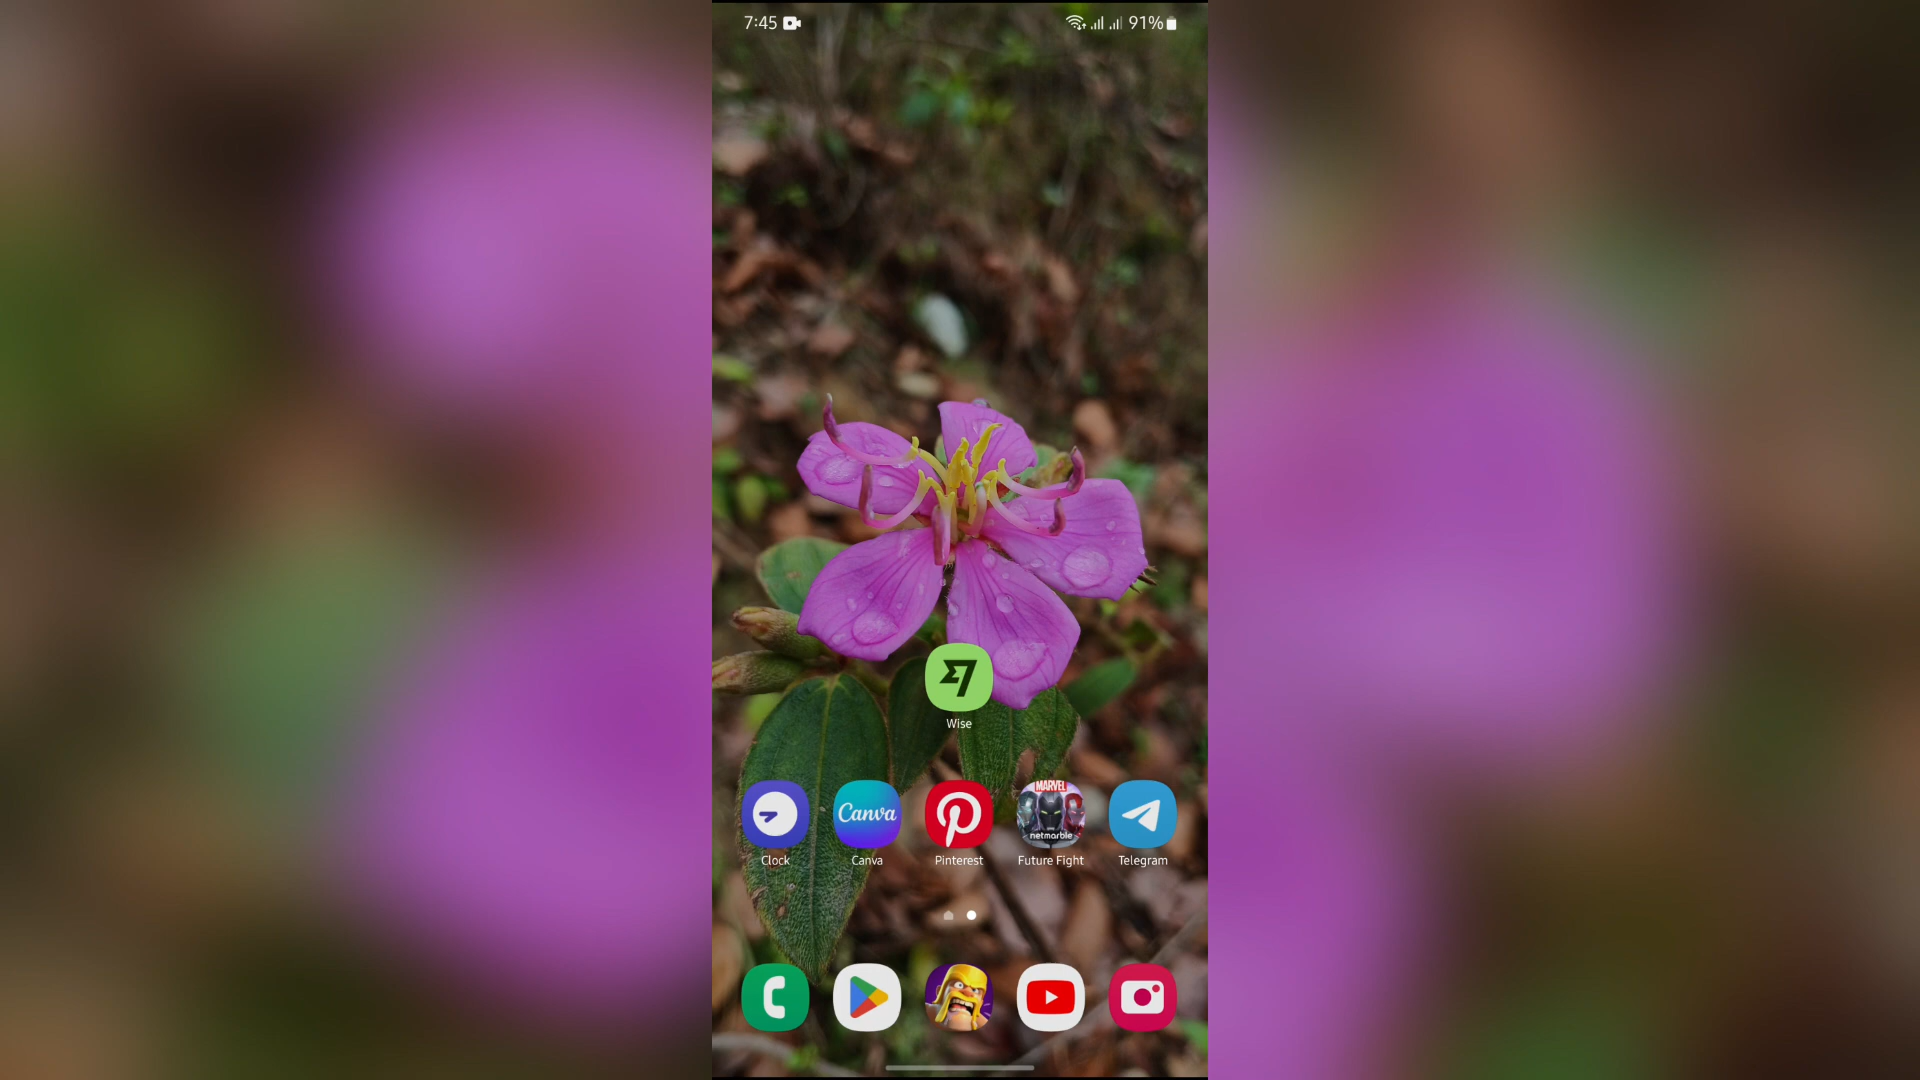 7:45
91%
Wise
Canva
MARVEL
netmarble
Clock
Canva
Pinterest
Future Fight
Telegram